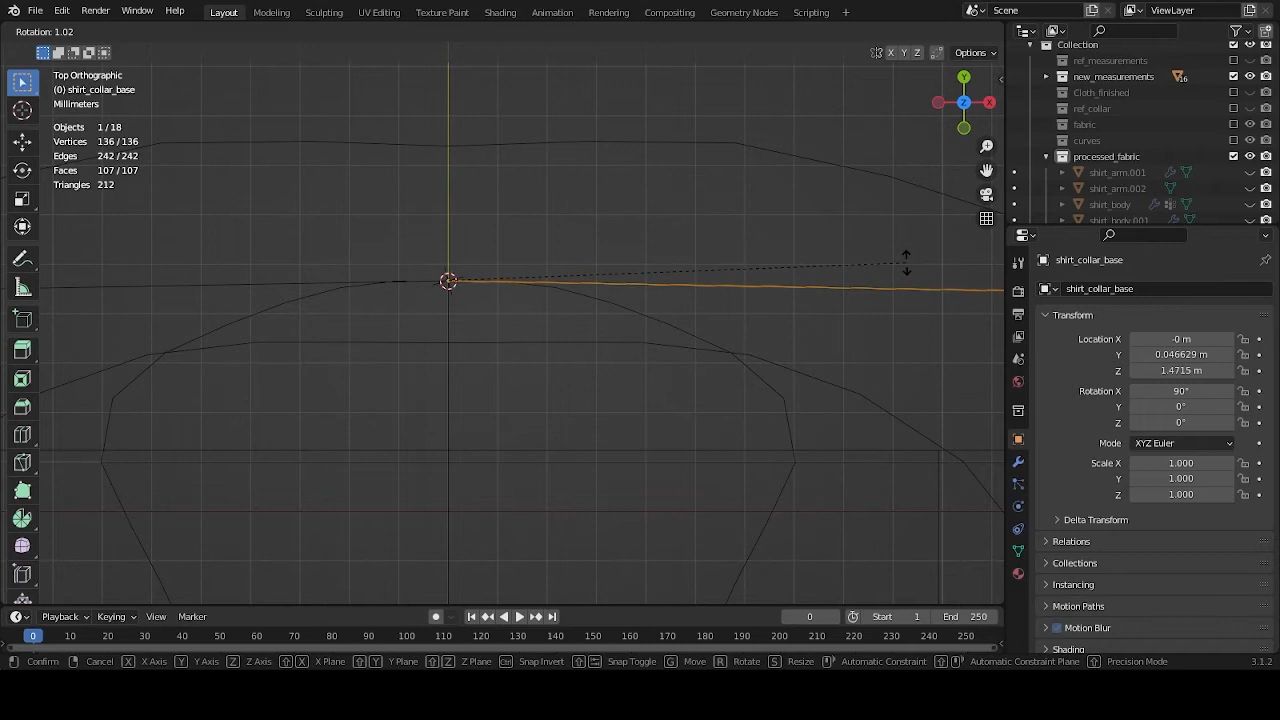 File Edit Render Window Help Layout Modeling Sculpting UV Editing Texture Paint Shading Animation Rendering Compositing Geometry Nodes Scripting + Scene ViewLayer
Rotation: 1.02
X Y Z Options
Top Orthographic
(0) shirt_collar_base
Millimeters
Objects 1/18
Vertices 136/136
Edges 242/242
Faces 107/107
Triangles 212
Y
Z X
Collection
ref_measurements
new_measurements 16
Cloth_finished
ref_collar
fabric
curves
processed_fabric
shirt_arm.001
shirt_arm.002
shirt_body
shirt_body.001
shirt_collar_base
shirt_collar_base
Transform
Location X -0 m
Y 0.046629 m
Z 1.4715 m
Rotation X 90°
Y 0°
Z 0°
Mode XYZ Euler
Scale X 1.000
Y 1.000
Z 1.000
Delta Transform
Relations
Collections
Instancing
Motion Paths
Motion Blur
Shading
Playback Keying View Marker 0 Start 1 End 250
0 10 20 30 40 50 60 70 80 90 100 110 120 130 140 150 160 170 180 190 200 210 220 230 240 250
Confirm Cancel X X Axis Y Y Axis Z Z Axis X X Plane Y Y Plane Z Z Plane Snap Invert Snap Toggle G Move R Rotate S Resize Automatic Constraint Automatic Constraint Plane Precision Mode 3.1.2